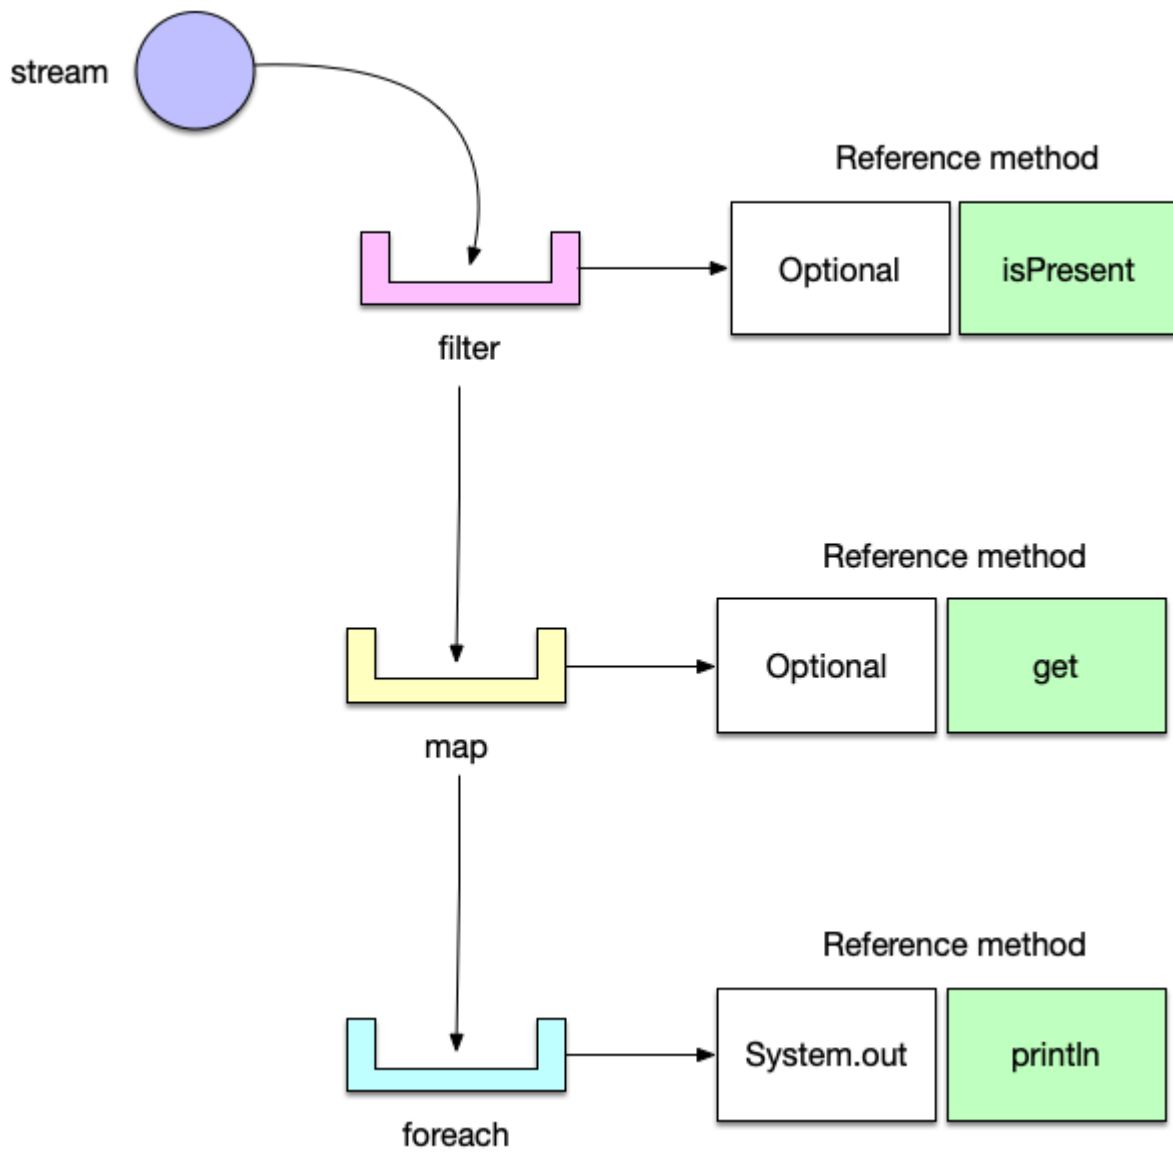 stream
Reference method
Optional
isPresent
filter
Reference method
Optional
get
map
Reference method
System.out
println
foreach